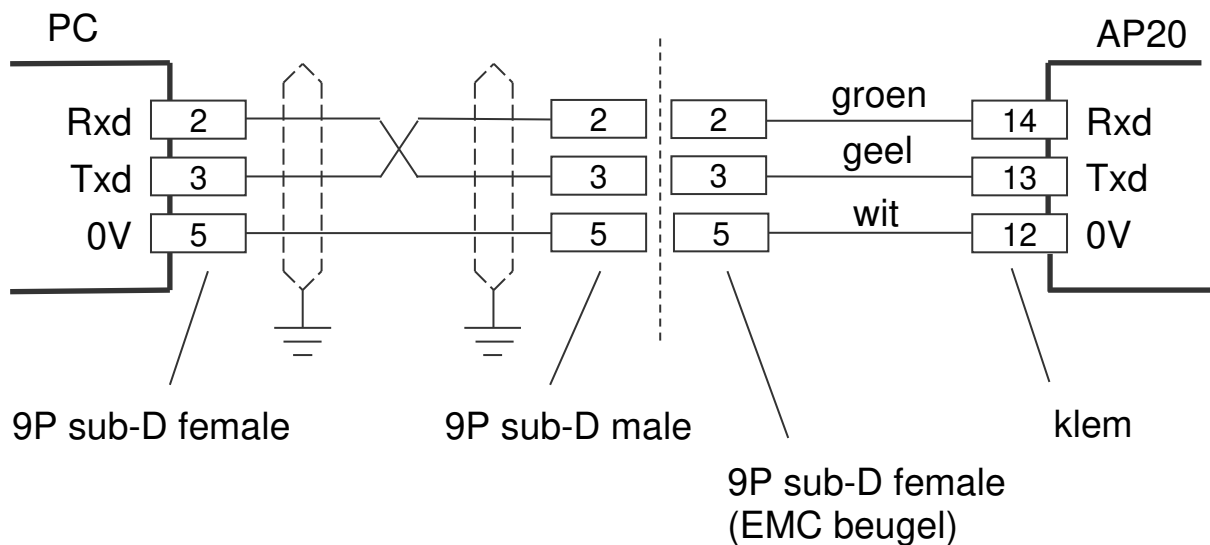 PC
AP20
Rxd 2 2 2 groen 14 Rxd
Txd 3 3 3 geel 13 Txd
0V 5 5 5 wit 12 0V
9P sub-D female
9P sub-D male
klem
9P sub-D female
(EMC beugel)